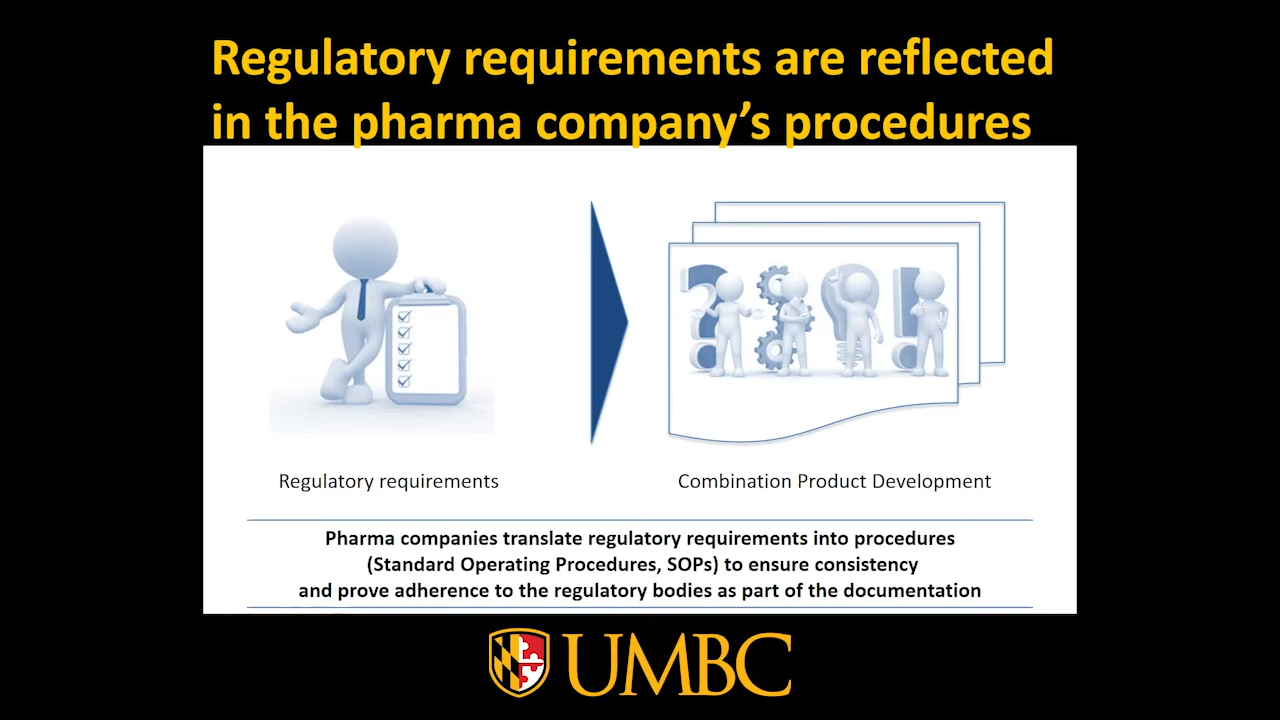 Regulatory requirements are reflected
in the pharma company’s procedures
Regulatory requirements
Combination Product Development
Pharma companies translate regulatory requirements into procedures
(Standard Operating Procedures, SOPs) to ensure consistency
and prove adherence to the regulatory bodies as part of the documentation
UMBC